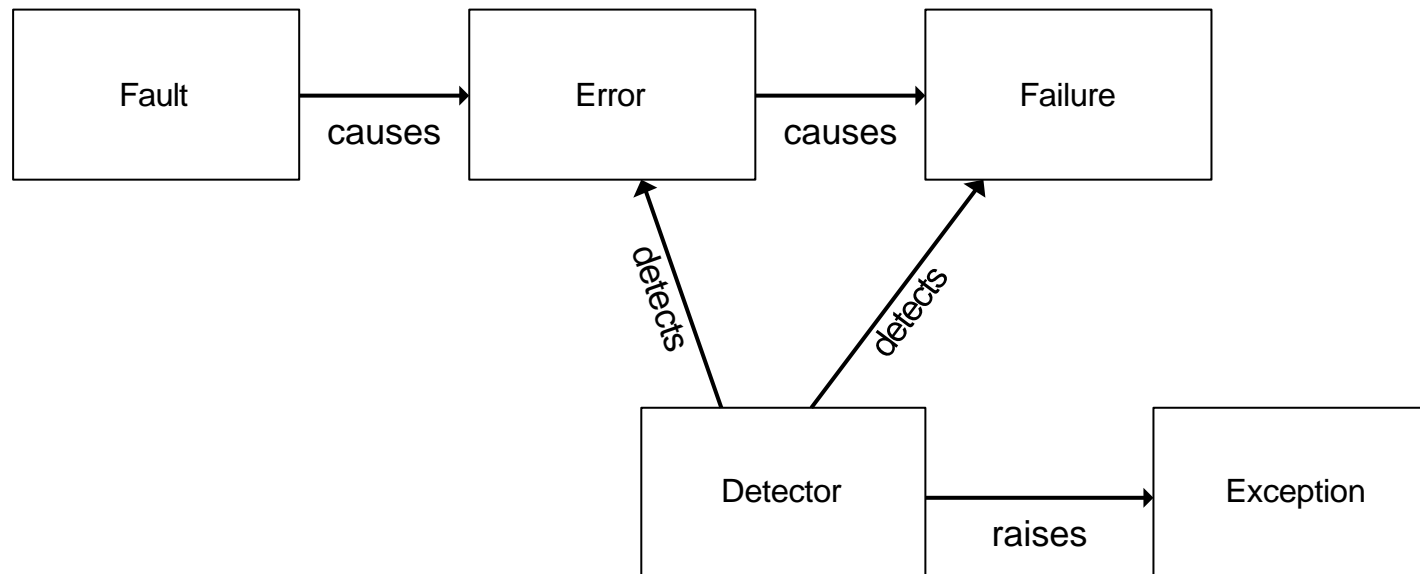 Fault
Error
Failure
causes
causes
detects
detects
Detector
Exception
raises